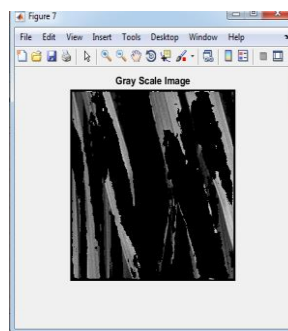 Figure 7
File Edit View Insert Tools Desktop Window Help
Gray Scale Image